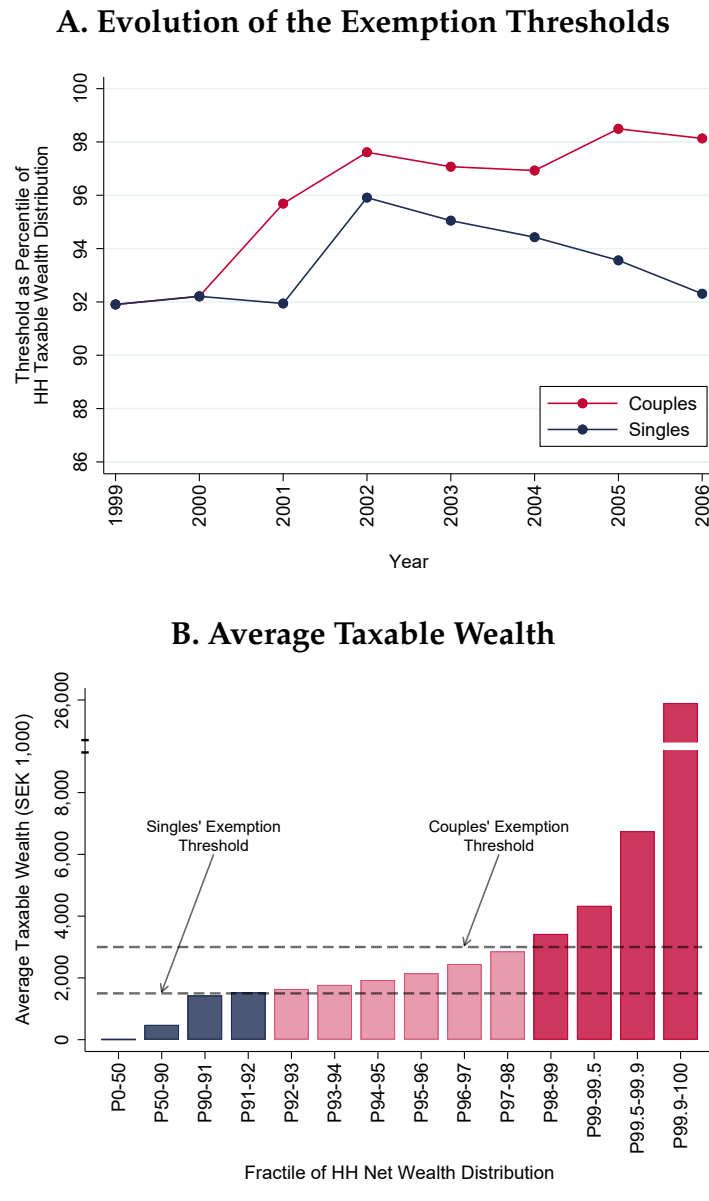 A. Evolution of the Exemption Thresholds
Threshold as Percentile of
HH Taxable Wealth Distribution
100
98
96
94
92
90
88
86
Couples
Singles
1999
2000
2001
2002
2003
2004
2005
2006
Year
B. Average Taxable Wealth
Average Taxable Wealth (SEK 1,000)
26,000
8,000
6,000
4,000
2,000
0
Singles' Exemption
Threshold
Couples' Exemption
Threshold
P0-50
P50-90
P90-91
P91-92
P92-93
P93-94
P94-95
P95-96
P96-97
P97-98
P98-99
P99-99.5
P99.5-99.9
P99.9-100
Fractile of HH Net Wealth Distribution